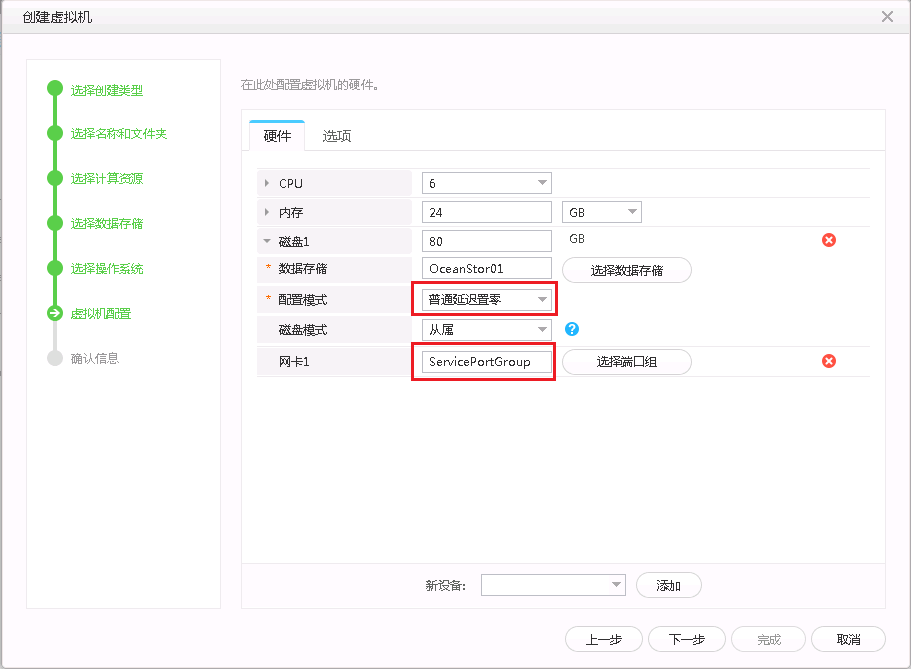 创建虚拟机
选择创建类型
选择名称和文件夹
选择计算资源
选择数据存储
选择操作系统
虚拟机配置
确认信息
在此处配置虚拟机的硬件。
硬件 选项
CPU 6
内存 24 GB
磁盘1 80 GB
* 数据存储 OceanStor01 选择数据存储
* 配置模式 普通延迟置零
磁盘模式 从属 ?
网卡1 ServicePortGroup 选择端口组
新设备: 添加
上一步 下一步 完成 取消